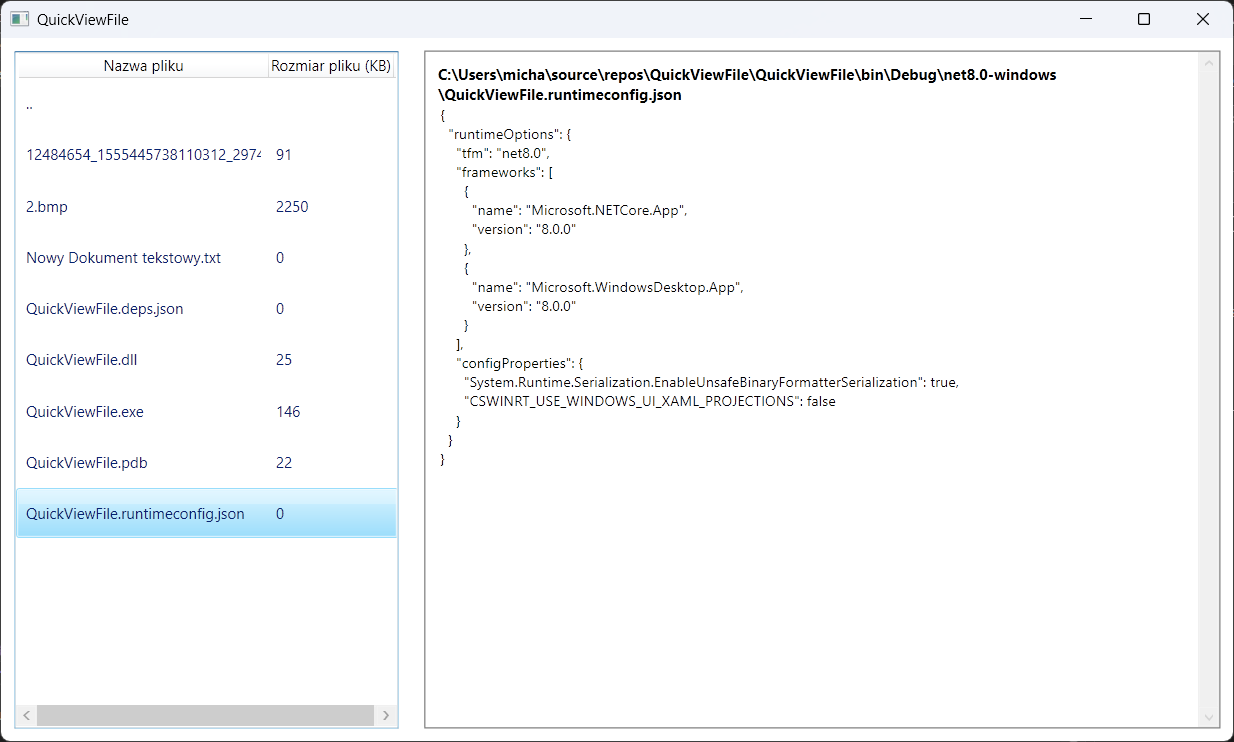 QuickViewFile
Nazwa pliku Rozmiar pliku (KB)
..
12484654_1555445738110312_2974 91
2.bmp 2250
Nowy Dokument tekstowy.txt 0
QuickViewFile.deps.json 0
QuickViewFile.dll 25
QuickViewFile.exe 146
QuickViewFile.pdb 22
QuickViewFile.runtimeconfig.json 0
C:\Users\micha\source\repos\QuickViewFile\QuickViewFile\bin\Debug\net8.0-windows
\QuickViewFile.runtimeconfig.json
{
"runtimeOptions": {
"tfm": "net8.0",
"frameworks": [
{
"name": "Microsoft.NETCore.App",
"version": "8.0.0"
},
{
"name": "Microsoft.WindowsDesktop.App",
"version": "8.0.0"
}
],
"configProperties": {
"System.Runtime.Serialization.EnableUnsafeBinaryFormatterSerialization": true,
"CSWINRT_USE_WINDOWS_UI_XAML_PROJECTIONS": false
}
}
}